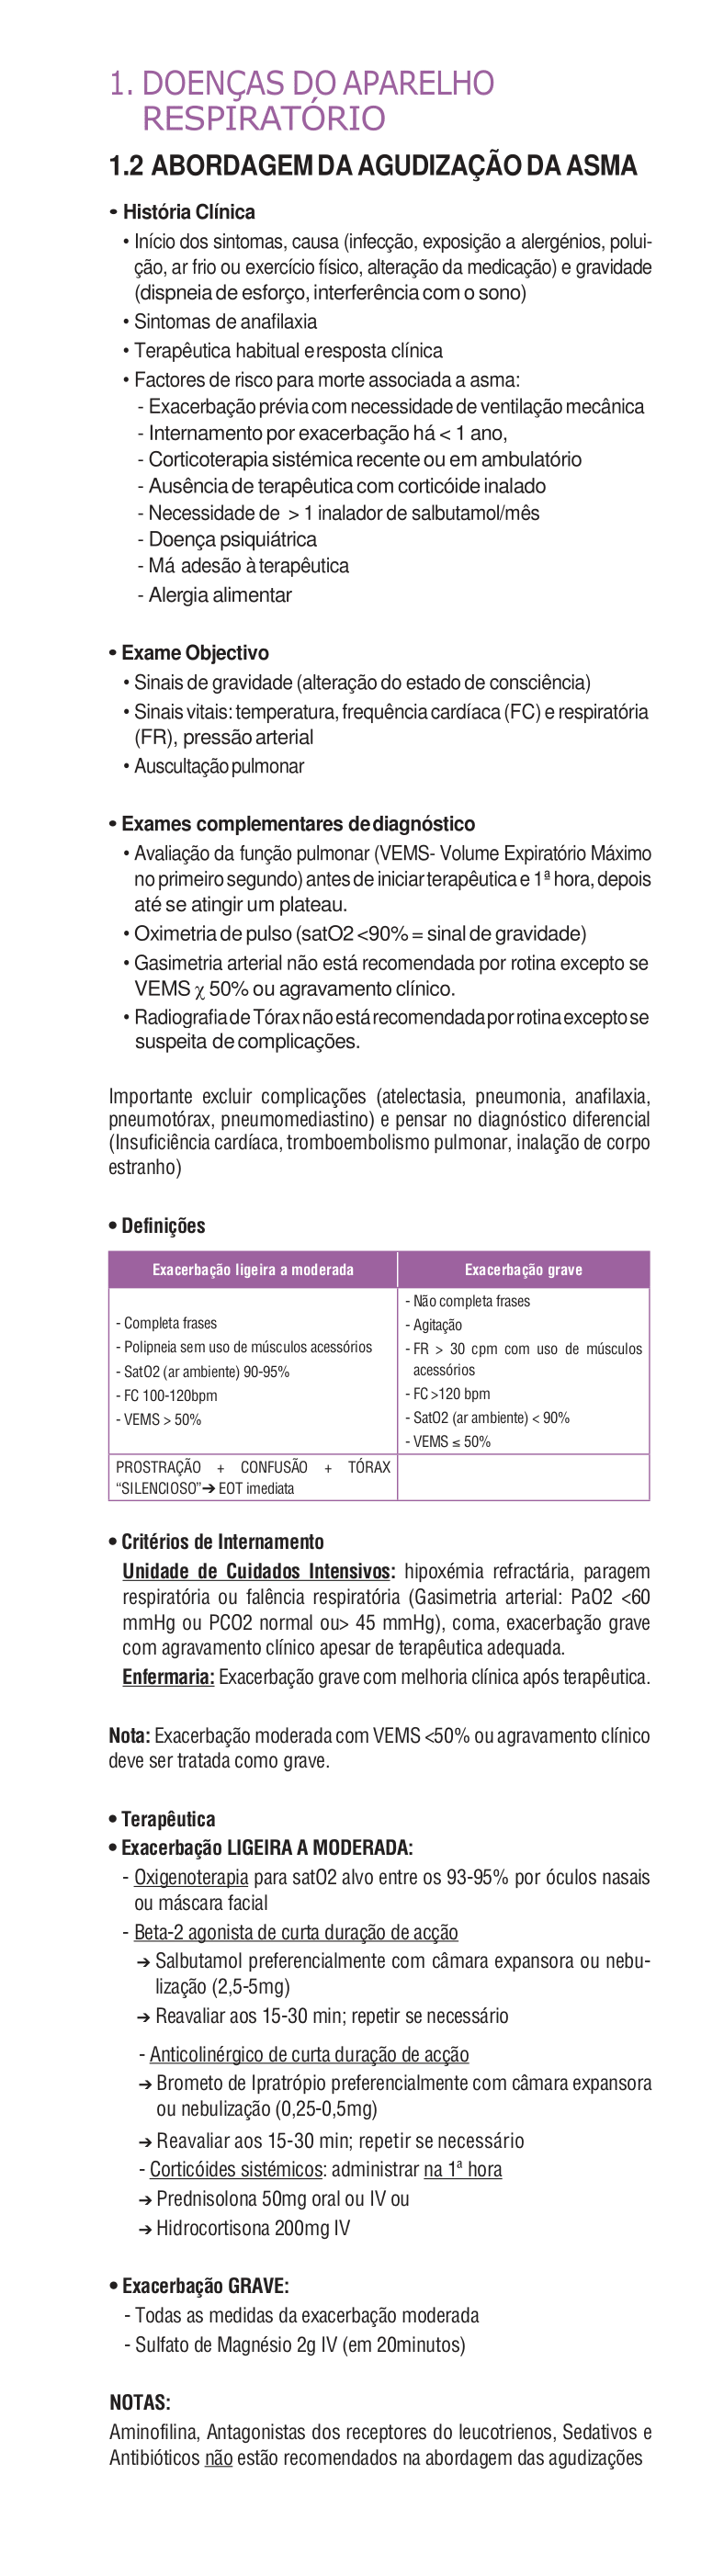 1. DOENÇAS DO APARELHO
RESPIRATÓRIO
1.2 ABORDAGEM DA AGUDIZAÇÃO DA ASMA
• História Clínica
• Início dos sintomas, causa (infecção, exposição a alergénios, polui-
ção, ar frio ou exercício físico, alteração da medicação) e gravidade
(dispneia de esforço, interferência com o sono)
• Sintomas de anafilaxia
• Terapêutica habitual e resposta clínica
• Factores de risco para morte associada a asma:
- Exacerbação prévia com necessidade de ventilação mecânica
- Internamento por exacerbação há < 1 ano,
- Corticoterapia sistémica recente ou em ambulatório
- Ausência de terapêutica com corticóide inalado
- Necessidade de > 1 inalador de salbutamol/mês
- Doença psiquiátrica
- Má adesão à terapêutica
- Alergia alimentar
• Exame Objectivo
• Sinais de gravidade (alteração do estado de consciência)
• Sinais vitais: temperatura, frequência cardíaca (FC) e respiratória
(FR), pressão arterial
• Auscultação pulmonar
• Exames complementares de diagnóstico
• Avaliação da função pulmonar (VEMS- Volume Expiratório Máximo
no primeiro segundo) antes de iniciar terapêutica e 1ª hora, depois
até se atingir um plateau.
• Oximetria de pulso (satO2 <90% = sinal de gravidade)
• Gasimetria arterial não está recomendada por rotina excepto se
VEMS χ 50% ou agravamento clínico.
• Radiografia de Tórax não está recomendada por rotina excepto se
suspeita de complicações.
Importante excluir complicações (atelectasia, pneumonia, anafilaxia,
pneumotórax, pneumomediastino) e pensar no diagnóstico diferencial
(Insuficiência cardíaca, tromboembolismo pulmonar, inalação de corpo
estranho)
• Definições
Exacerbação ligeira a moderada
- Completa frases
- Polipneia sem uso de músculos acessórios
- SatO2 (ar ambiente) 90-95%
- FC 100-120bpm
- VEMS > 50%
Exacerbação grave
- Não completa frases
- Agitação
- FR > 30 cpm com uso de músculos
acessórios
- FC >120 bpm
- SatO2 (ar ambiente) < 90%
- VEMS ≤ 50%
PROSTRAÇÃO + CONFUSÃO + TÓRAX
“SILENCIOSO”➔ EOT imediata
• Critérios de Internamento
Unidade de Cuidados Intensivos: hipoxémia refractária, paragem
respiratória ou falência respiratória (Gasimetria arterial: PaO2 <60
mmHg ou PCO2 normal ou> 45 mmHg), coma, exacerbação grave
com agravamento clínico apesar de terapêutica adequada.
Enfermaria: Exacerbação grave com melhoria clínica após terapêutica.
Nota: Exacerbação moderada com VEMS <50% ou agravamento clínico
deve ser tratada como grave.
• Terapêutica
• Exacerbação LIGEIRA A MODERADA:
- Oxigenoterapia para satO2 alvo entre os 93-95% por óculos nasais
ou máscara facial
- Beta-2 agonista de curta duração de acção
➔ Salbutamol preferencialmente com câmara expansora ou nebu-
lização (2,5-5mg)
➔ Reavaliar aos 15-30 min; repetir se necessário
- Anticolinérgico de curta duração de acção
➔ Brometo de Ipratrópio preferencialmente com câmara expansora
ou nebulização (0,25-0,5mg)
➔ Reavaliar aos 15-30 min; repetir se necessário
- Corticóides sistémicos: administrar na 1ª hora
➔ Prednisolona 50mg oral ou IV ou
➔ Hidrocortisona 200mg IV
• Exacerbação GRAVE:
- Todas as medidas da exacerbação moderada
- Sulfato de Magnésio 2g IV (em 20minutos)
NOTAS:
Aminofilina, Antagonistas dos receptores do leucotrienos, Sedativos e
Antibióticos não estão recomendados na abordagem das agudizações